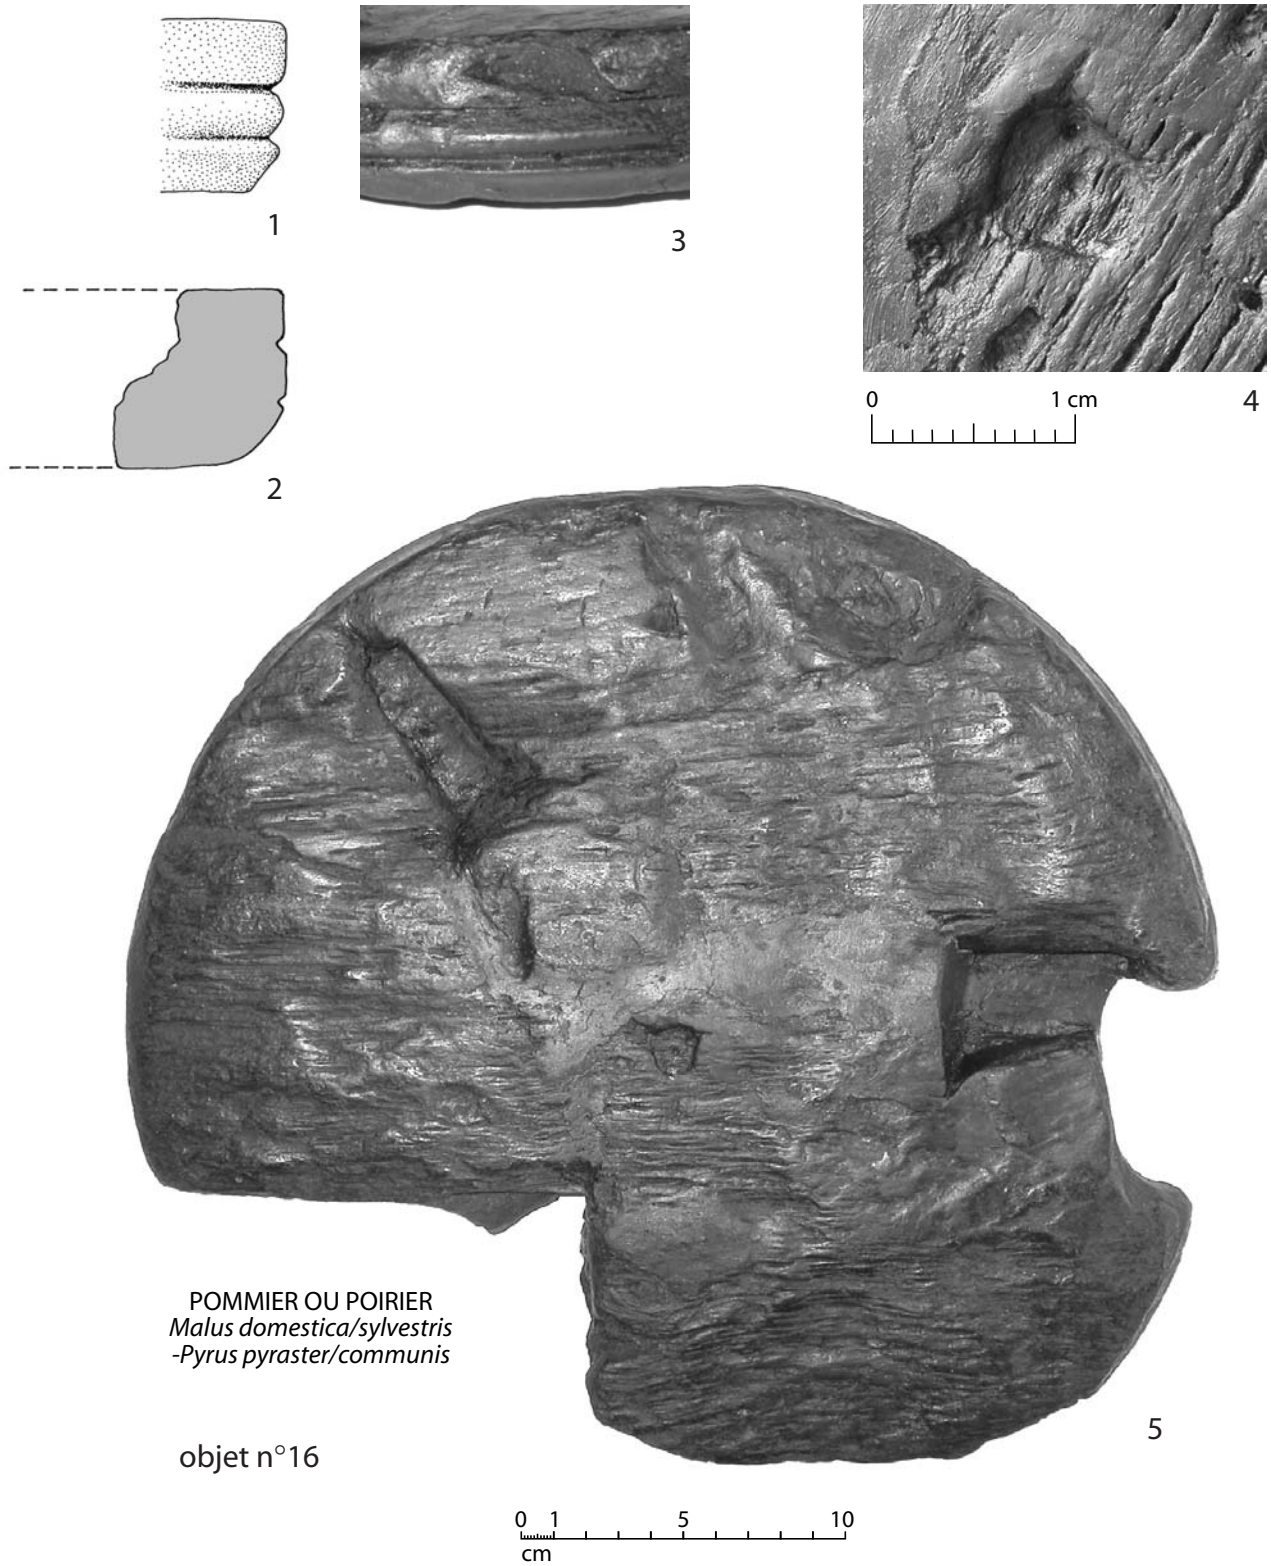 1
3
2
0 1 cm
4
POMMIER OU POIRIER
Malus domestica/sylvestris
-Pyrus pyraster/communis
5
objet n°16
0 1 5 10
cm